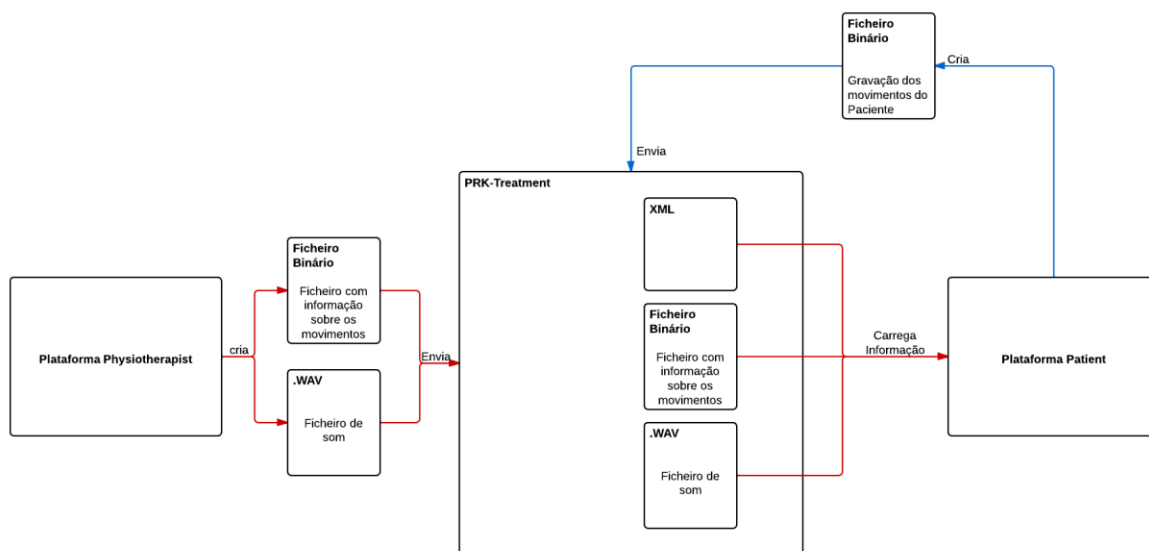 Ficheiro
Binário
Gravação dos
movimentos do
Paciente
Cria
Envia
PRK-Treatment
XML
Ficheiro
Binário
Ficheiro com
informação
sobre os
movimentos
.WAV
Ficheiro de
som
Plataforma Physiotherapist
cria
Ficheiro
Binário
Ficheiro com
informação
sobre os
movimentos
.WAV
Ficheiro de
som
Envia
Carrega
Informação
Plataforma Patient